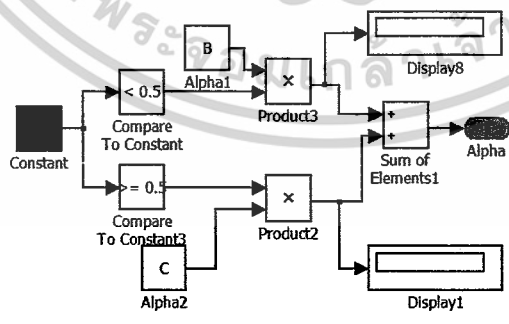 B
Alpha1
×
Product3
Display8
< 0.5
Compare
To Constant
Constant
+
+
Sum of
Elements1
Alpha
>= 0.5
Compare
To Constant3
×
Product2
C
Alpha2
Display1